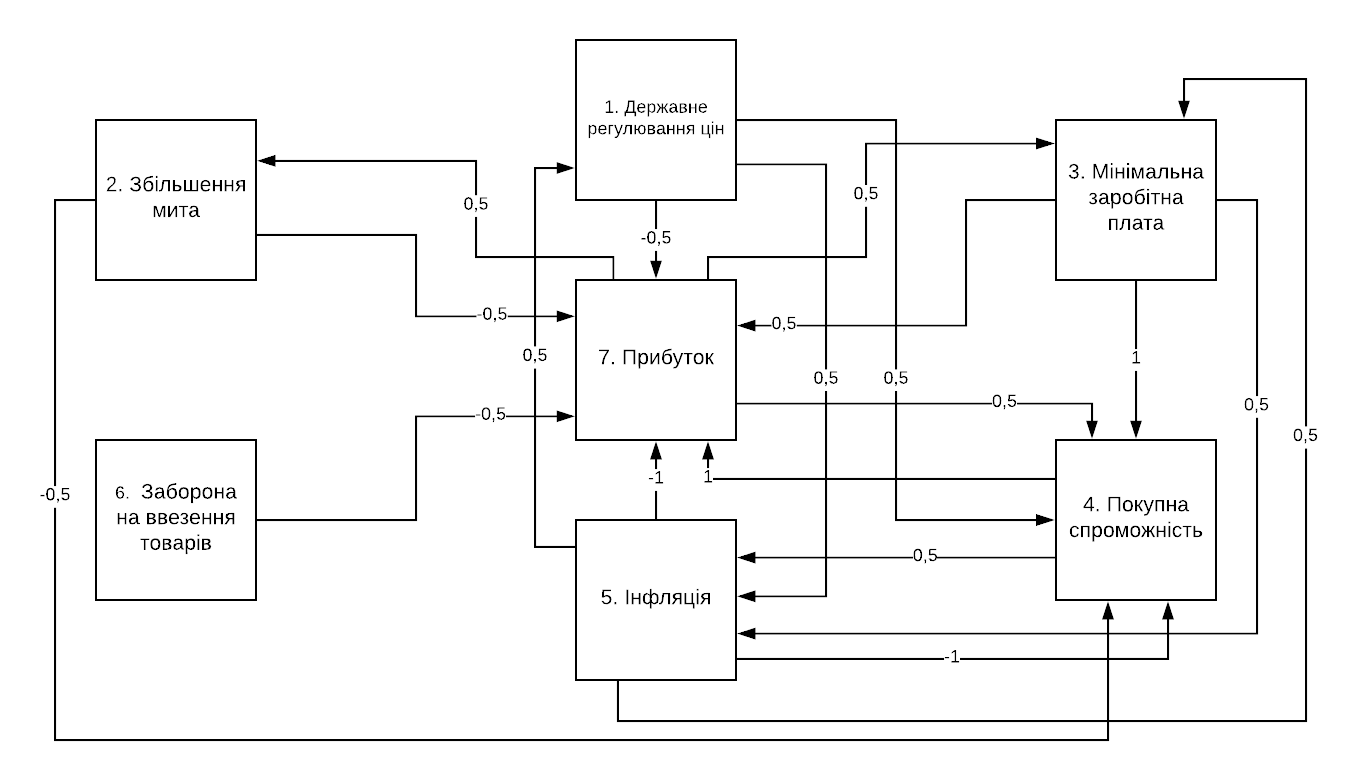 1. Державне
регулювання цін
2. Збільшення
мита
3. Мінімальна
заробітна
плата
0,5
0,5
-0,5
-0,5
0,5
0,5
7. Прибуток
1
0,5
0,5
0,5
0,5
0,5
-0,5
0,5
-1
1
-0,5
6. Заборона
на ввезення
товарів
4. Покупна
спроможність
0,5
5. Інфляція
-1